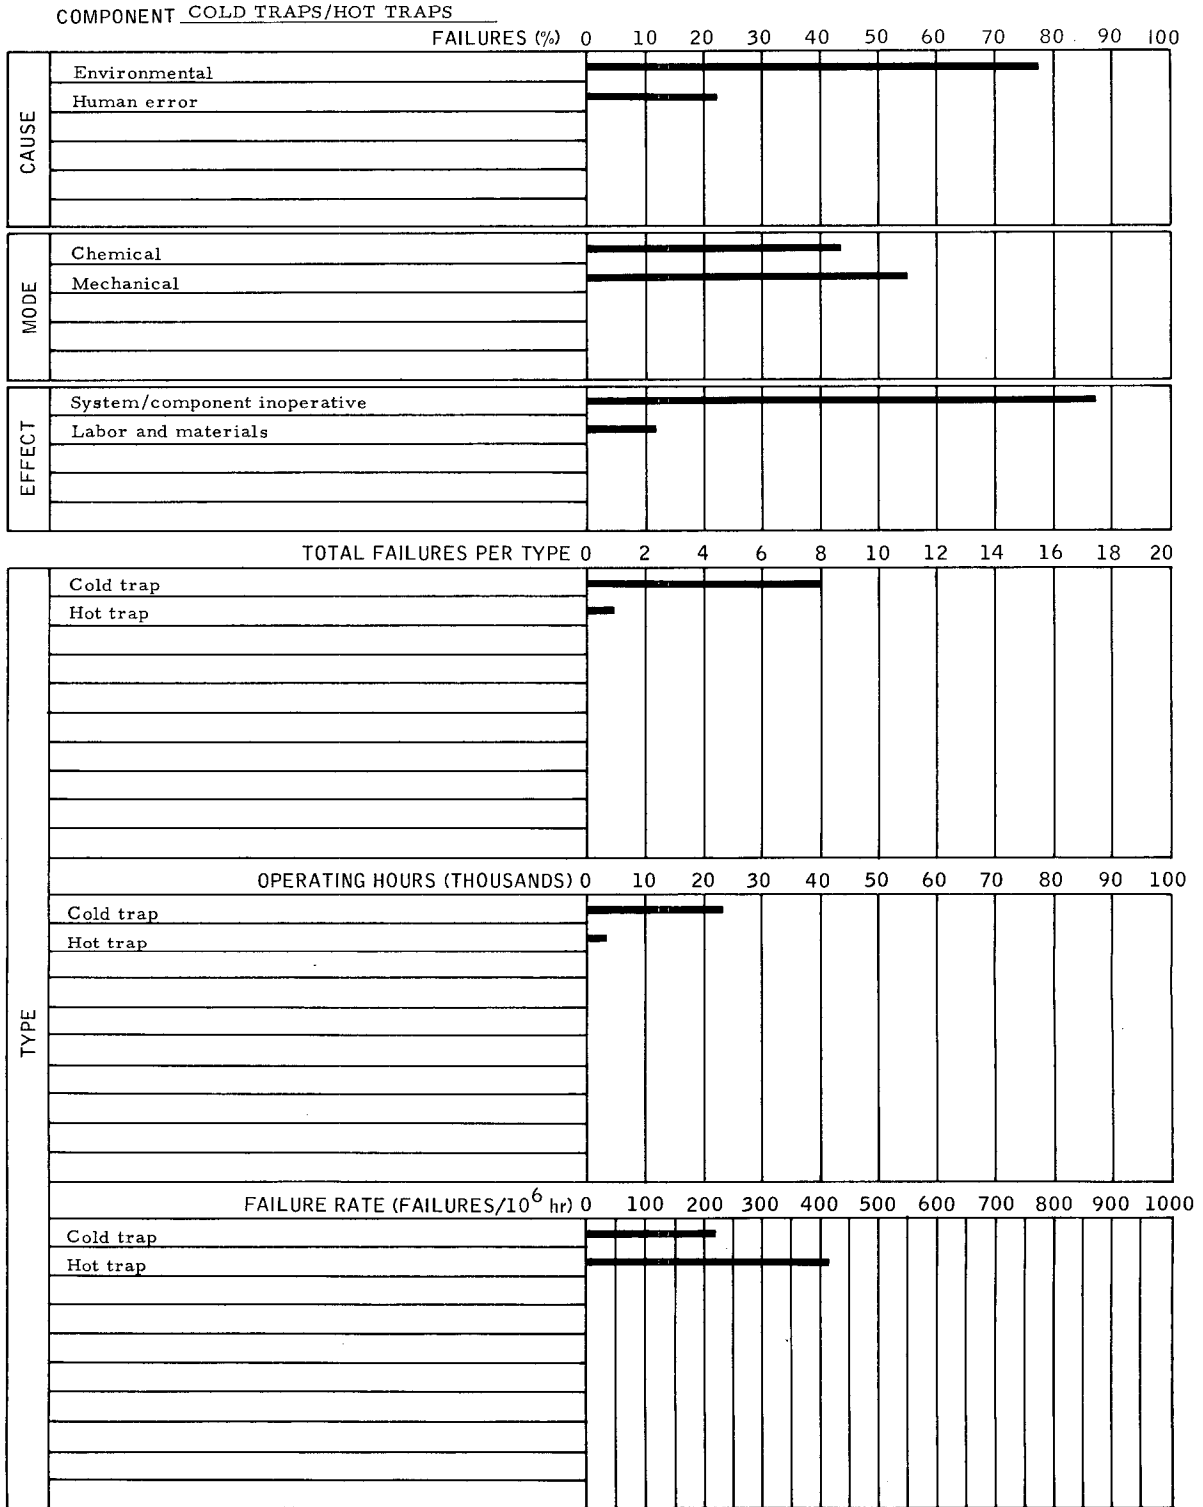 COMPONENT COLD TRAPS/HOT TRAPS
FAILURES (%) 0 10 20 30 40 50 60 70 80 90 100
CAUSE
Environmental
Human error
MODE
Chemical
Mechanical
EFFECT
System/component inoperative
Labor and materials
TOTAL FAILURES PER TYPE 0 2 4 6 8 10 12 14 16 18 20
TYPE
Cold trap
Hot trap
OPERATING HOURS (THOUSANDS) 0 10 20 30 40 50 60 70 80 90 100
Cold trap
Hot trap
FAILURE RATE (FAILURES/10^6 hr) 0 100 200 300 400 500 600 700 800 900 1000
Cold trap
Hot trap